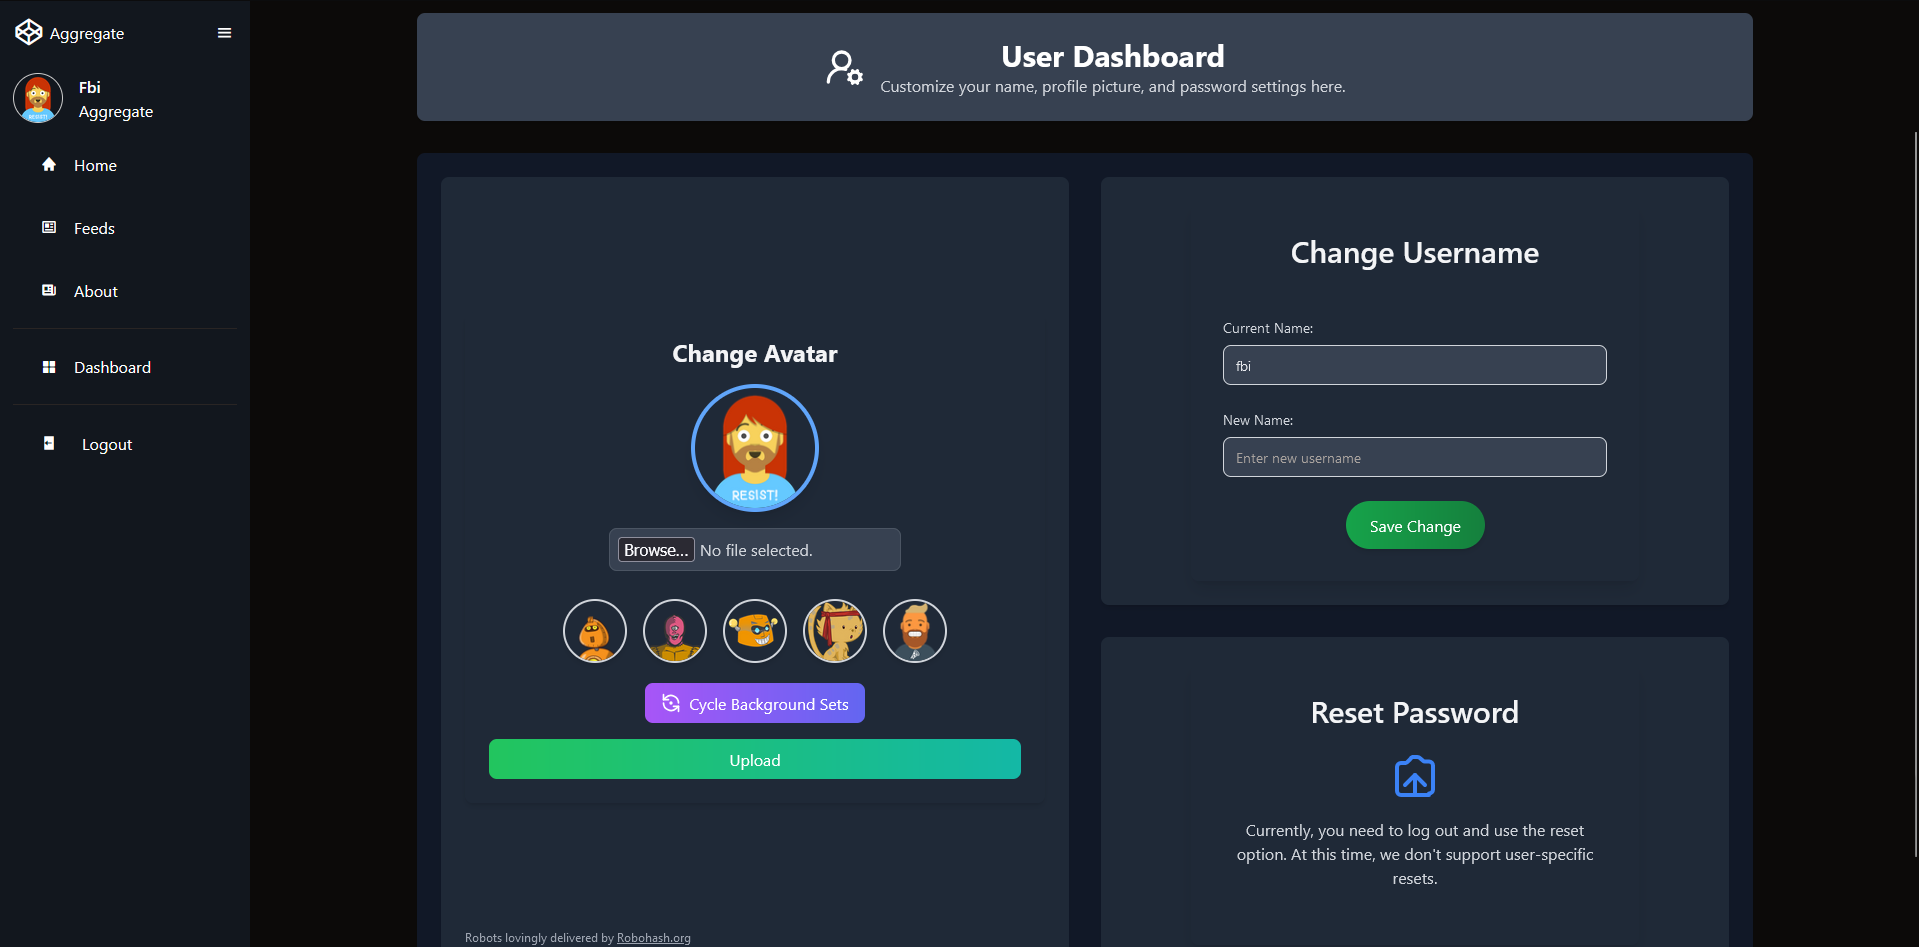 Aggregate
Fbi
Aggregate
Home
Feeds
About
Dashboard
Logout
User Dashboard
Customize your name, profile picture, and password settings here.
Change Avatar
RESIST!
Browse... No file selected.
Cycle Background Sets
Upload
Robots lovingly delivered by Robohash.org
Change Username
Current Name:
fbi
New Name:
Enter new username
Save Change
Reset Password
Currently, you need to log out and use the reset
option. At this time, we don't support user-specific
resets.